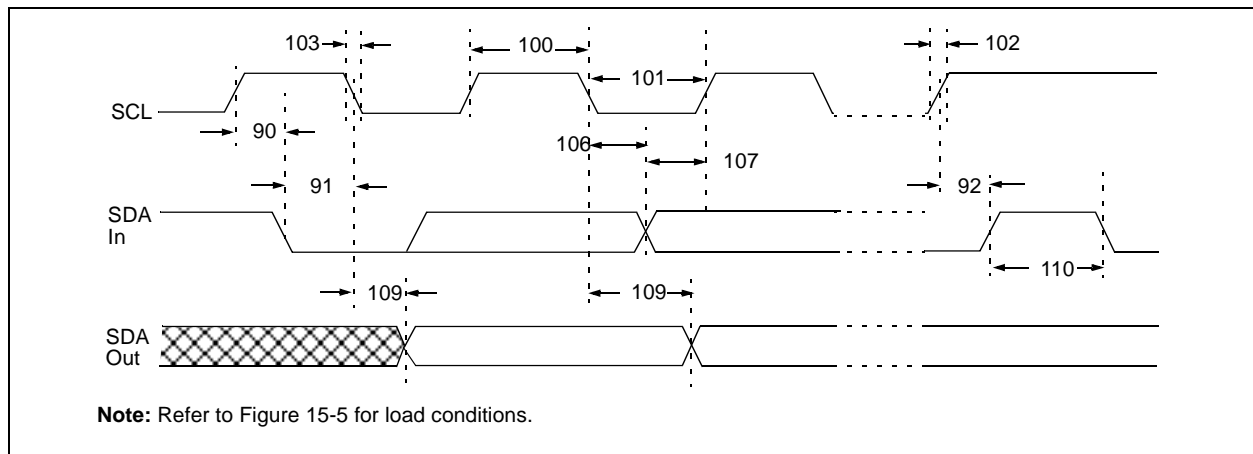 103
100
102
101
SCL
90
106
107
91
92
SDA
In
110
109
109
SDA
Out
Note: Refer to Figure 15-5 for load conditions.